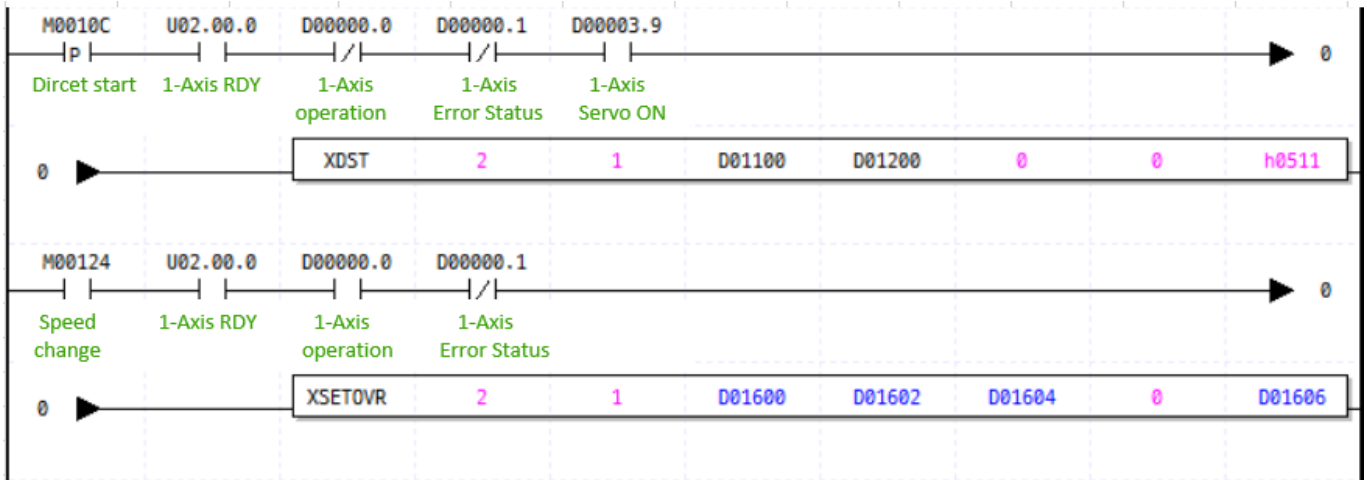 M0010C U02.00.0 D00000.0 D00000.1 D00003.9
P
0
Dircet start 1-Axis RDY 1-Axis 1-Axis 1-Axis
operation Error Status Servo ON
0 XDST 2 1 D01100 D01200 0 0 h0511
M00124 U02.00.0 D00000.0 D00000.1
0
Speed 1-Axis RDY 1-Axis 1-Axis
change operation Error Status
0 XSETOVR 2 1 D01600 D01602 D01604 0 D01606